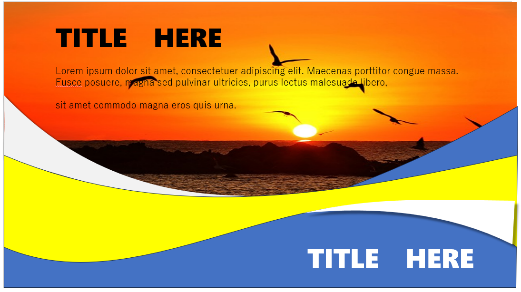 TITLE HERE
Lorem ipsum dolor sit amet, consectetuer adipiscing elit. Maecenas porttitor congue massa.
Fusce posuere, magna sed pulvinar ultricies, purus lectus malesuada libero,
sit amet commodo magna eros quis urna.
TITLE HERE